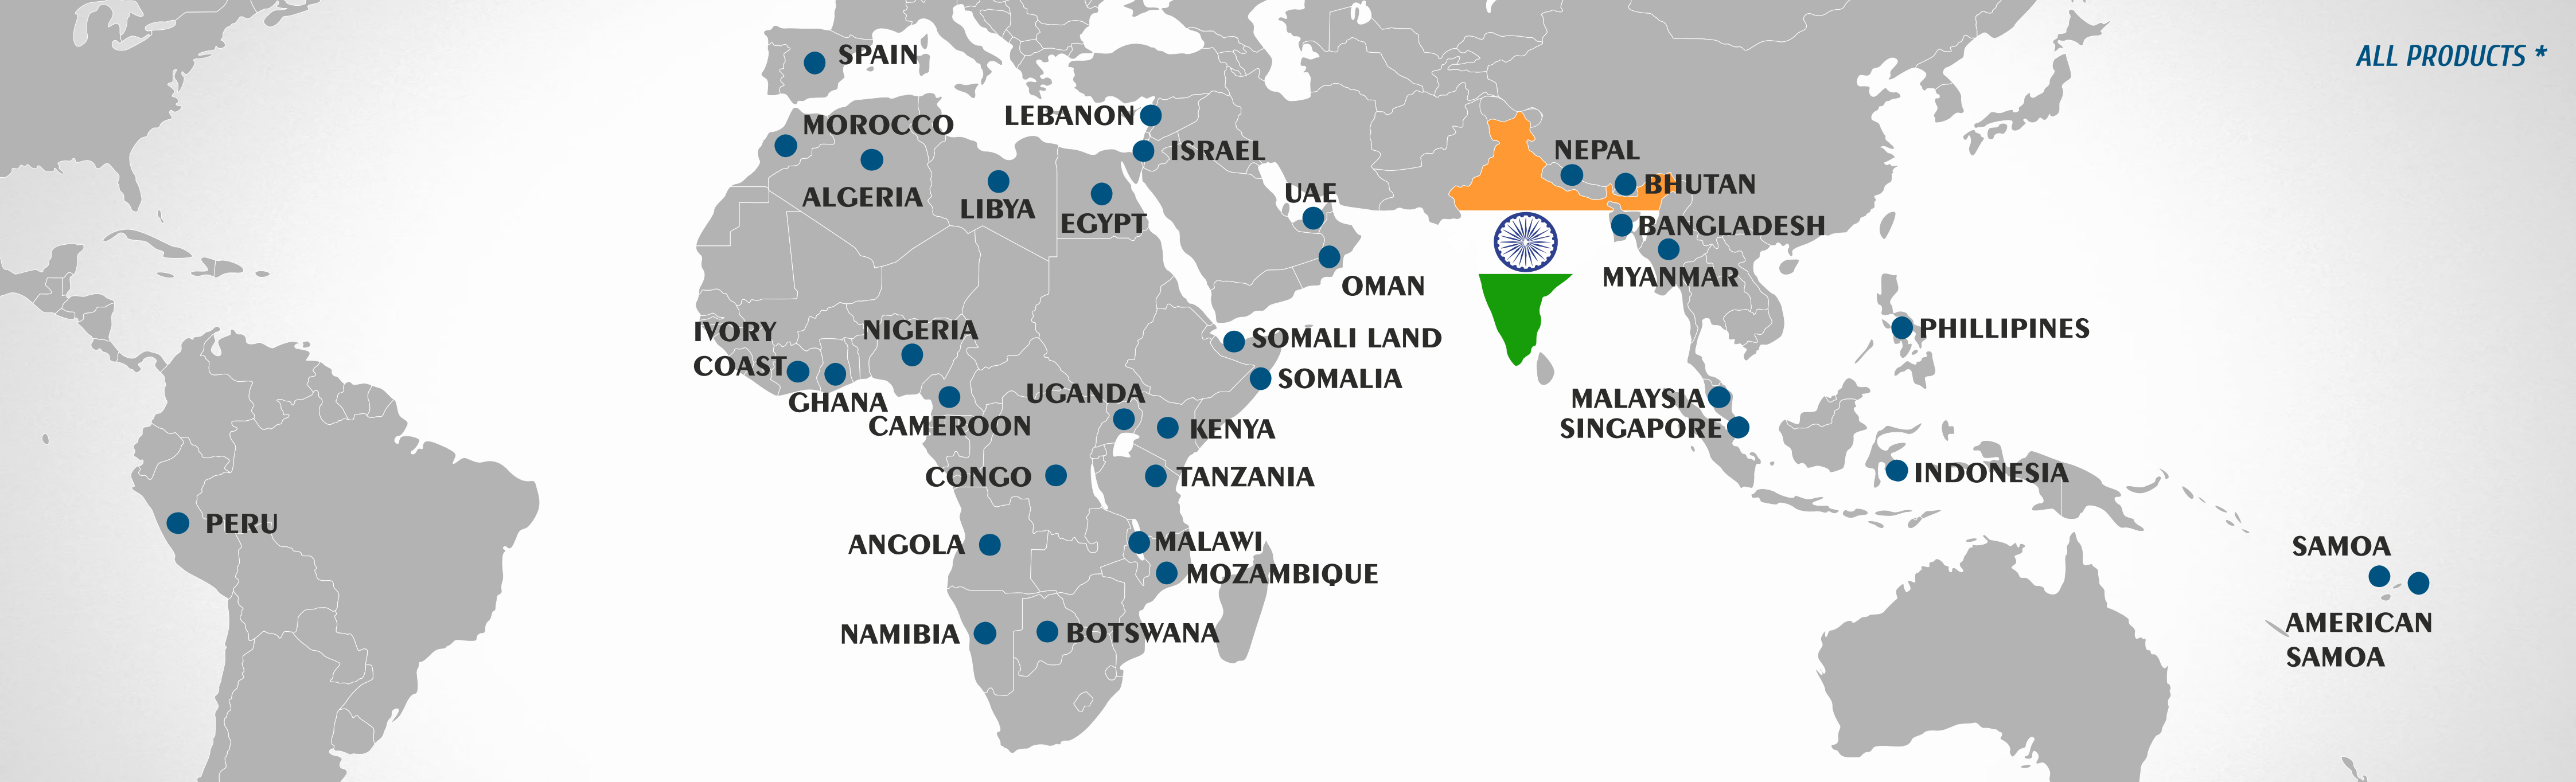 SPAIN
ALL PRODUCTS *
LEBANON
MOROCCO
ISRAEL
NEPAL
BHUTAN
ALGERIA
UAE
LIBYA
EGYPT
BANGLADESH
MYANMAR
OMAN
IVORY
COAST
NIGERIA
SOMALI LAND
PHILLIPINES
SOMALIA
GHANA
UGANDA
MALAYSIA
CAMEROON
KENYA
SINGAPORE
CONGO
TANZANIA
INDONESIA
PERU
ANGOLA
MALAWI
SAMOA
MOZAMBIQUE
AMERICAN
SAMOA
NAMIBIA
BOTSWANA